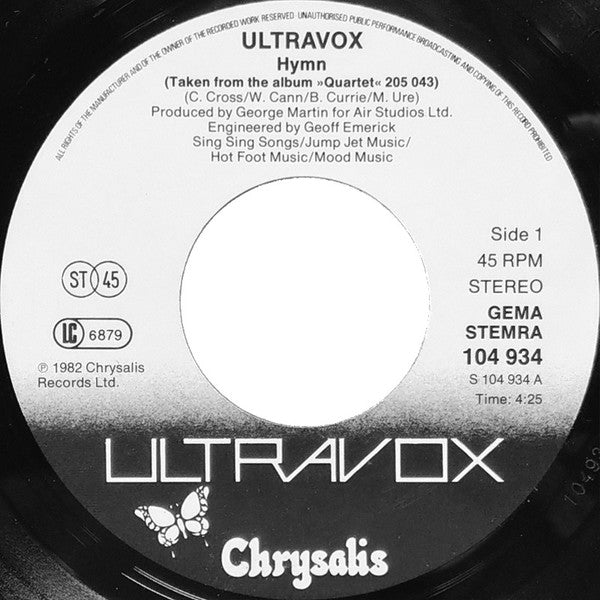 ALL RIGHTS OF THE MANUFACTURER AND OF THE OWNER OF THE RECORDED WORK RESERVED. UNAUTHORISED PUBLIC PERFORMANCE BROADCASTING AND COPYING OF THIS RECORD PROHIBITED
ULTRAVOX
Hymn
(Taken from the album »Quartet« 205 043)
(C. Cross/W. Cann/B. Currie/M. Ure)
Produced by George Martin for Air Studios Ltd.
Engineered by Geoff Emerick
Sing Sing Songs/Jump Jet Music/
Hot Foot Music/Mood Music
Side 1
45 RPM
STEREO
GEMA
STEMRA
104 934
S 104 934 A
Time: 4:25
ST 45
LC 6879
℗ 1982 Chrysalis
Records Ltd.
ULTRAVOX
Chrysalis